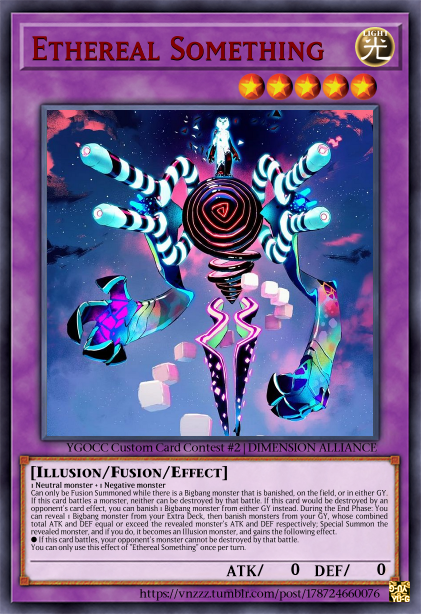 ETHEREAL SOMETHING
LIGHT
光
YGOCC Custom Card Contest #2 | DIMENSION ALLIANCE
[ILLUSION/FUSION/EFFECT]
1 Neutral monster + 1 Negative monster
Can only be Fusion Summoned while there is a Bigbang monster that is banished, on the field, or in either GY.
If this card battles a monster, neither can be destroyed by that battle. If this card would be destroyed by an
opponent's card effect, you can banish 1 Bigbang monster from either GY instead. During the End Phase: You
can reveal 1 Bigbang monster from your Extra Deck, then banish monsters from your GY, whose combined
total ATK and DEF equal or exceed the revealed monster's ATK and DEF respectively; Special Summon the
revealed monster, and if you do, it becomes an Illusion monster, and gains the following effect.
● If this card battles, your opponent's monster cannot be destroyed by that battle.
You can only use this effect of "Ethereal Something" once per turn.
ATK/ 0 DEF/ 0
https://vnzzz.tumblr.com/post/178724660076